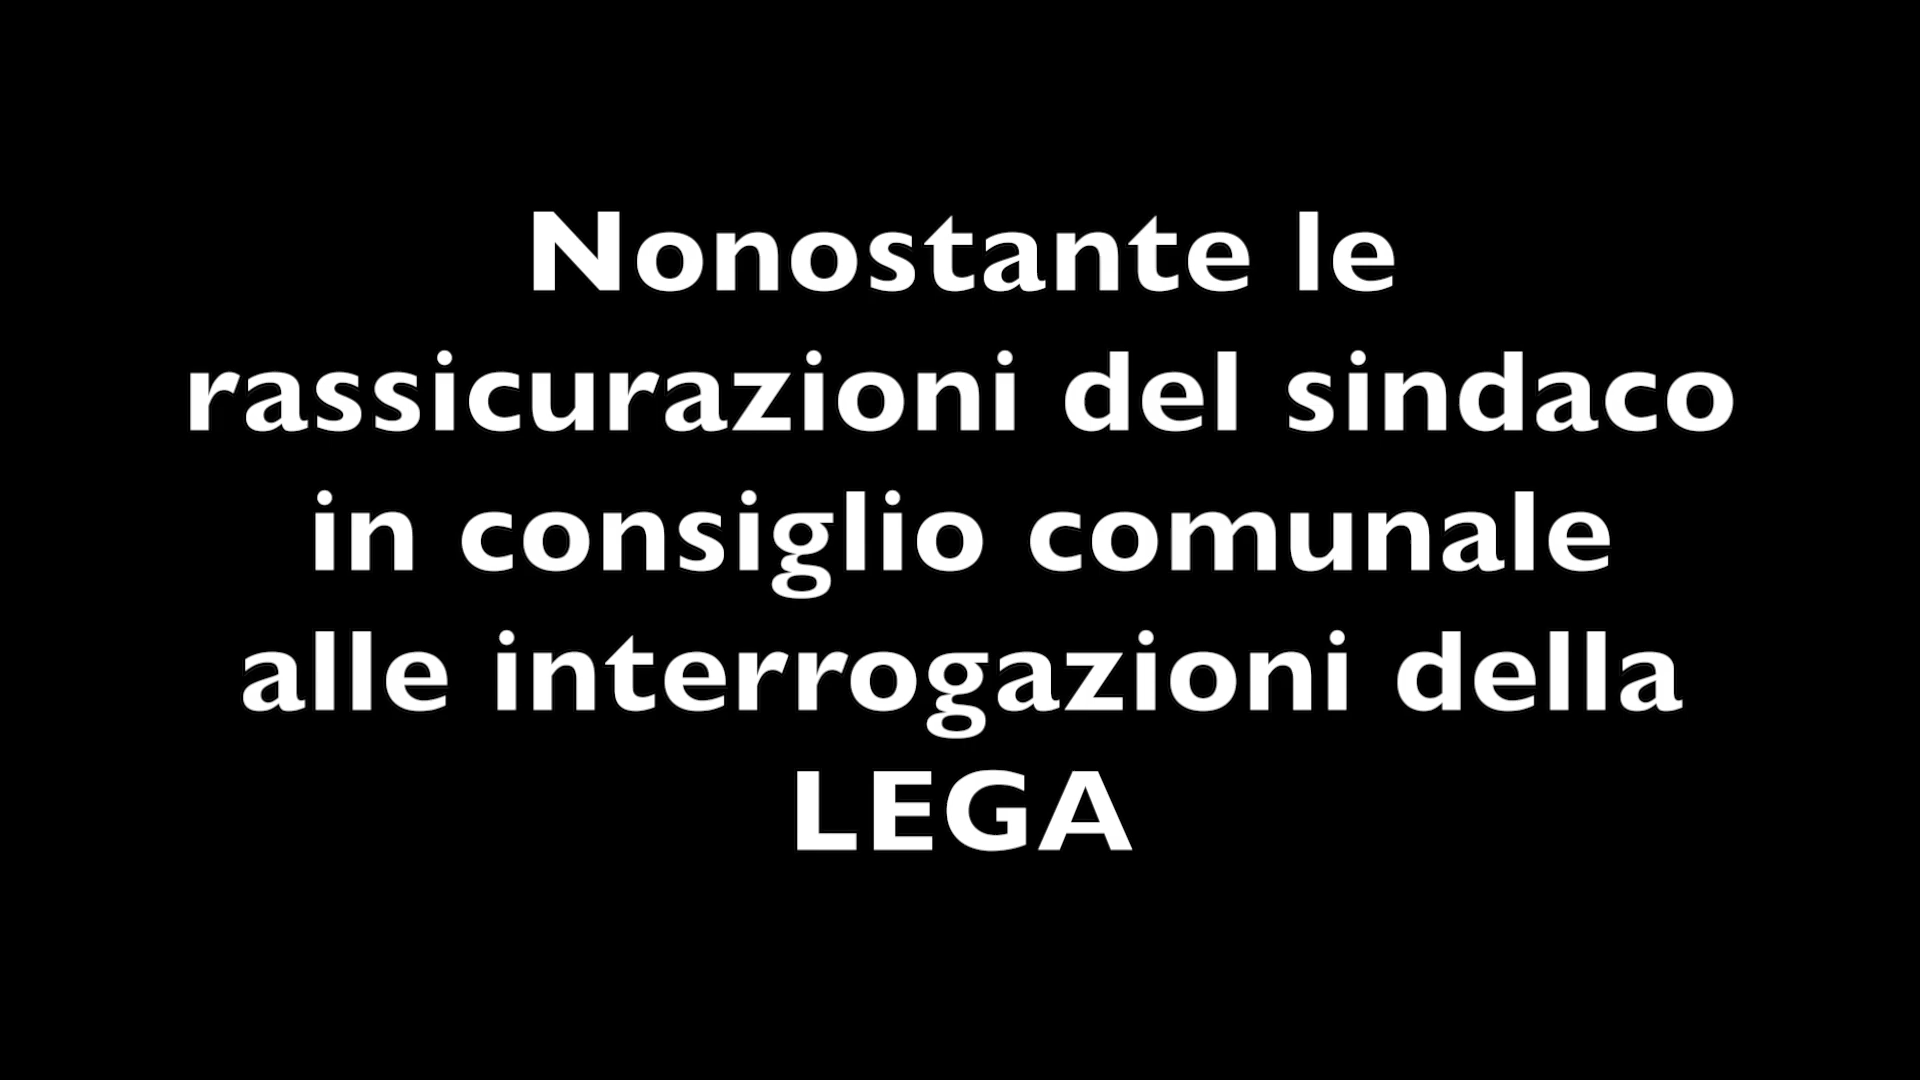 Nonostante le
rassicurazioni del sindaco
in consiglio comunale
alle interrogazioni della
LEGA